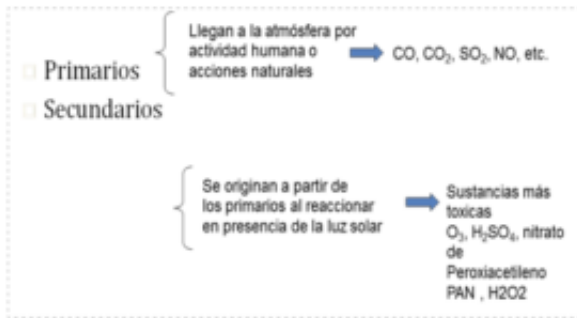 Llegan a la atmósfera por
actividad humana o
acciones naturales
CO, CO₂, SO₂, NO, etc.
Primarios
Secundarios
Se originan a partir de
los primarios al reaccionar
en presencia de la luz solar
Sustancias más
toxicas
O₃, H₂SO₄, nitrato
de
Peroxiacetileno
PAN , H2O2